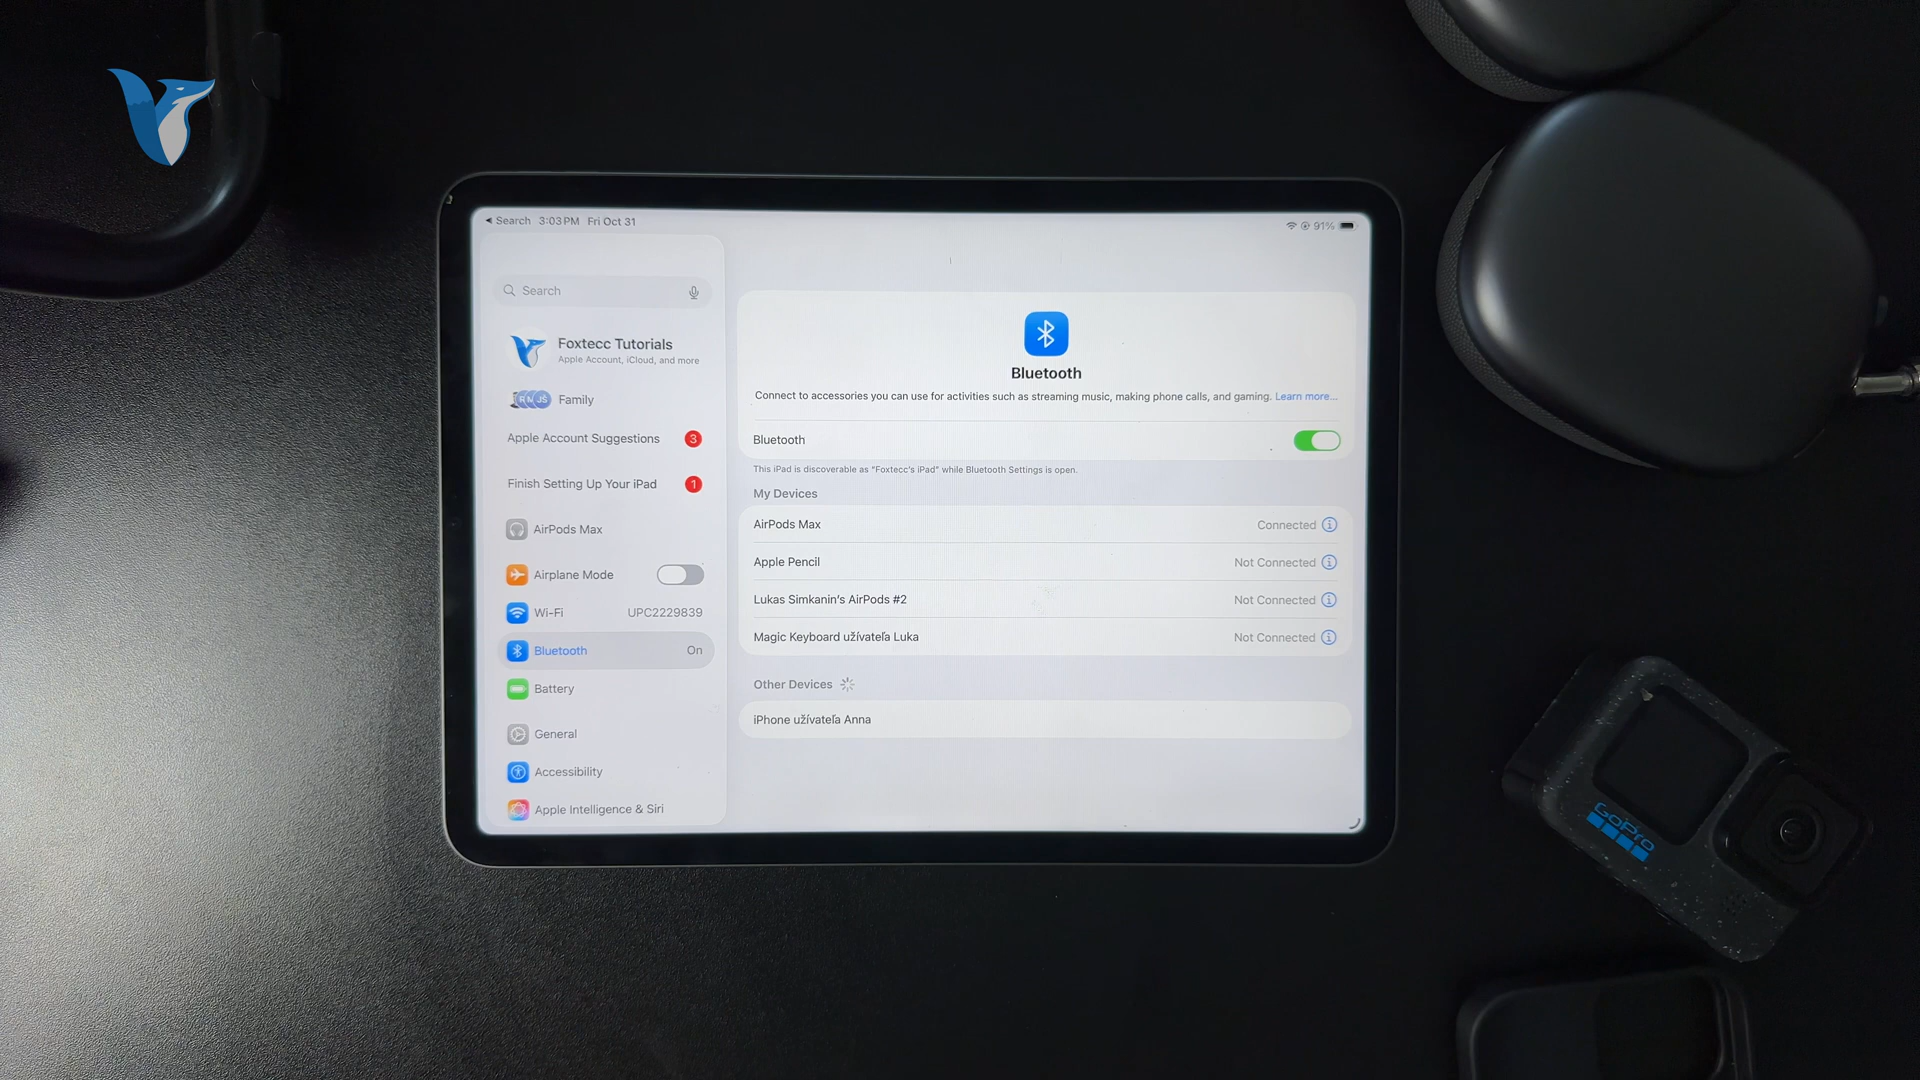 Search 3:03 PM Fri Oct 31
91%
Search
Foxtecc Tutorials
Apple Account, iCloud, and more
Family
Apple Account Suggestions 3
Finish Setting Up Your iPad 1
AirPods Max
Airplane Mode
Wi-Fi UPC2229839
Bluetooth On
Battery
General
Accessibility
Apple Intelligence & Siri
Bluetooth
Connect to accessories you can use for activities such as streaming music, making phone calls, and gaming. Learn more...
Bluetooth
This iPad is discoverable as “Foxtecc’s iPad” while Bluetooth Settings is open.
My Devices
AirPods Max Connected
Apple Pencil Not Connected
Lukas Simkanin’s AirPods #2 Not Connected
Magic Keyboard užívateľa Luka Not Connected
Other Devices
iPhone užívateľa Anna
GoPro